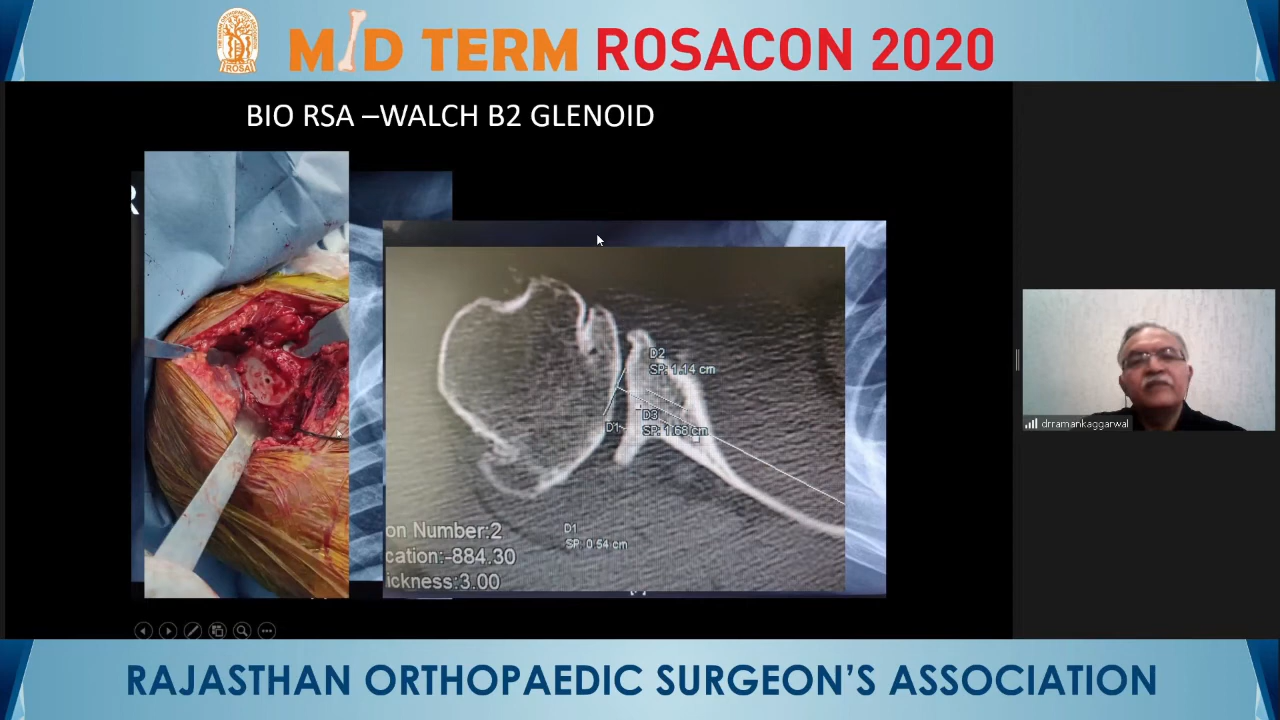 ROSA
MID TERM ROSACON 2020
BIO RSA –WALCH B2 GLENOID
R
D2
SP: 1.14 cm
D3
SP: 1.68 cm
D1
D1
SP: 0.54 cm
on Number:2
cation:-884.30
ickness:3.00
drramankaggarwal
RAJASTHAN ORTHOPAEDIC SURGEON'S ASSOCIATION